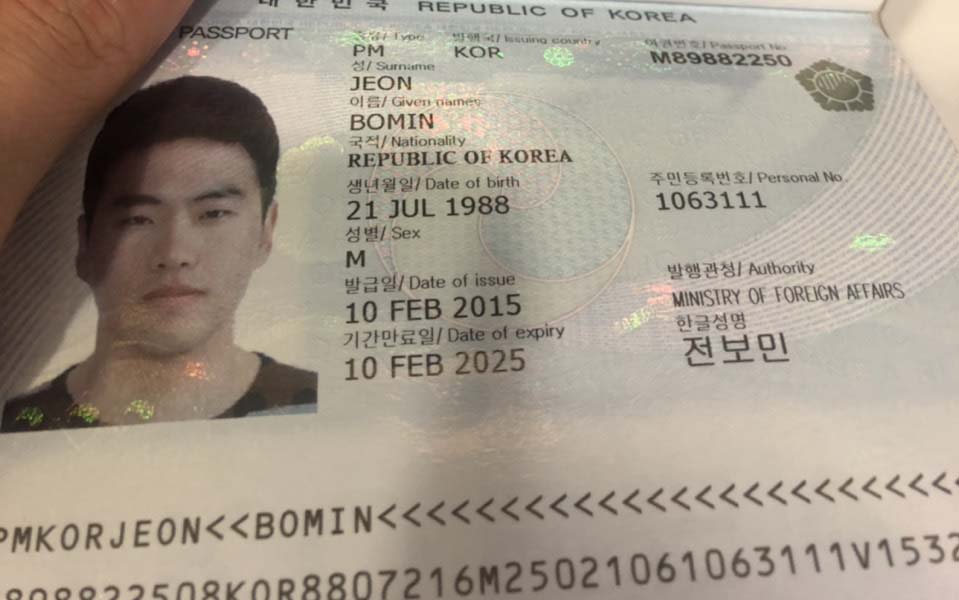 대 한 민 국 REPUBLIC OF KOREA
PASSPORT
종류/ Type 발행국/ Issuing country 여권번호/ Passport No.
PM KOR M89882250
성/ Surname
JEON
이름/ Given names
BOMIN
국적/ Nationality
REPUBLIC OF KOREA
생년월일/ Date of birth 주민등록번호/ Personal No.
21 JUL 1988 1063111
성별/ Sex
M
발급일/ Date of issue 발행관청/ Authority
10 FEB 2015 MINISTRY OF FOREIGN AFFAIRS
기간만료일/ Date of expiry 한글성명
10 FEB 2025 전보민
PMKORJEON<<BOMIN<<<<<<<<<<<<<<<<<<<<<<<<<
898822508KOR8807216M25021061063111V1532